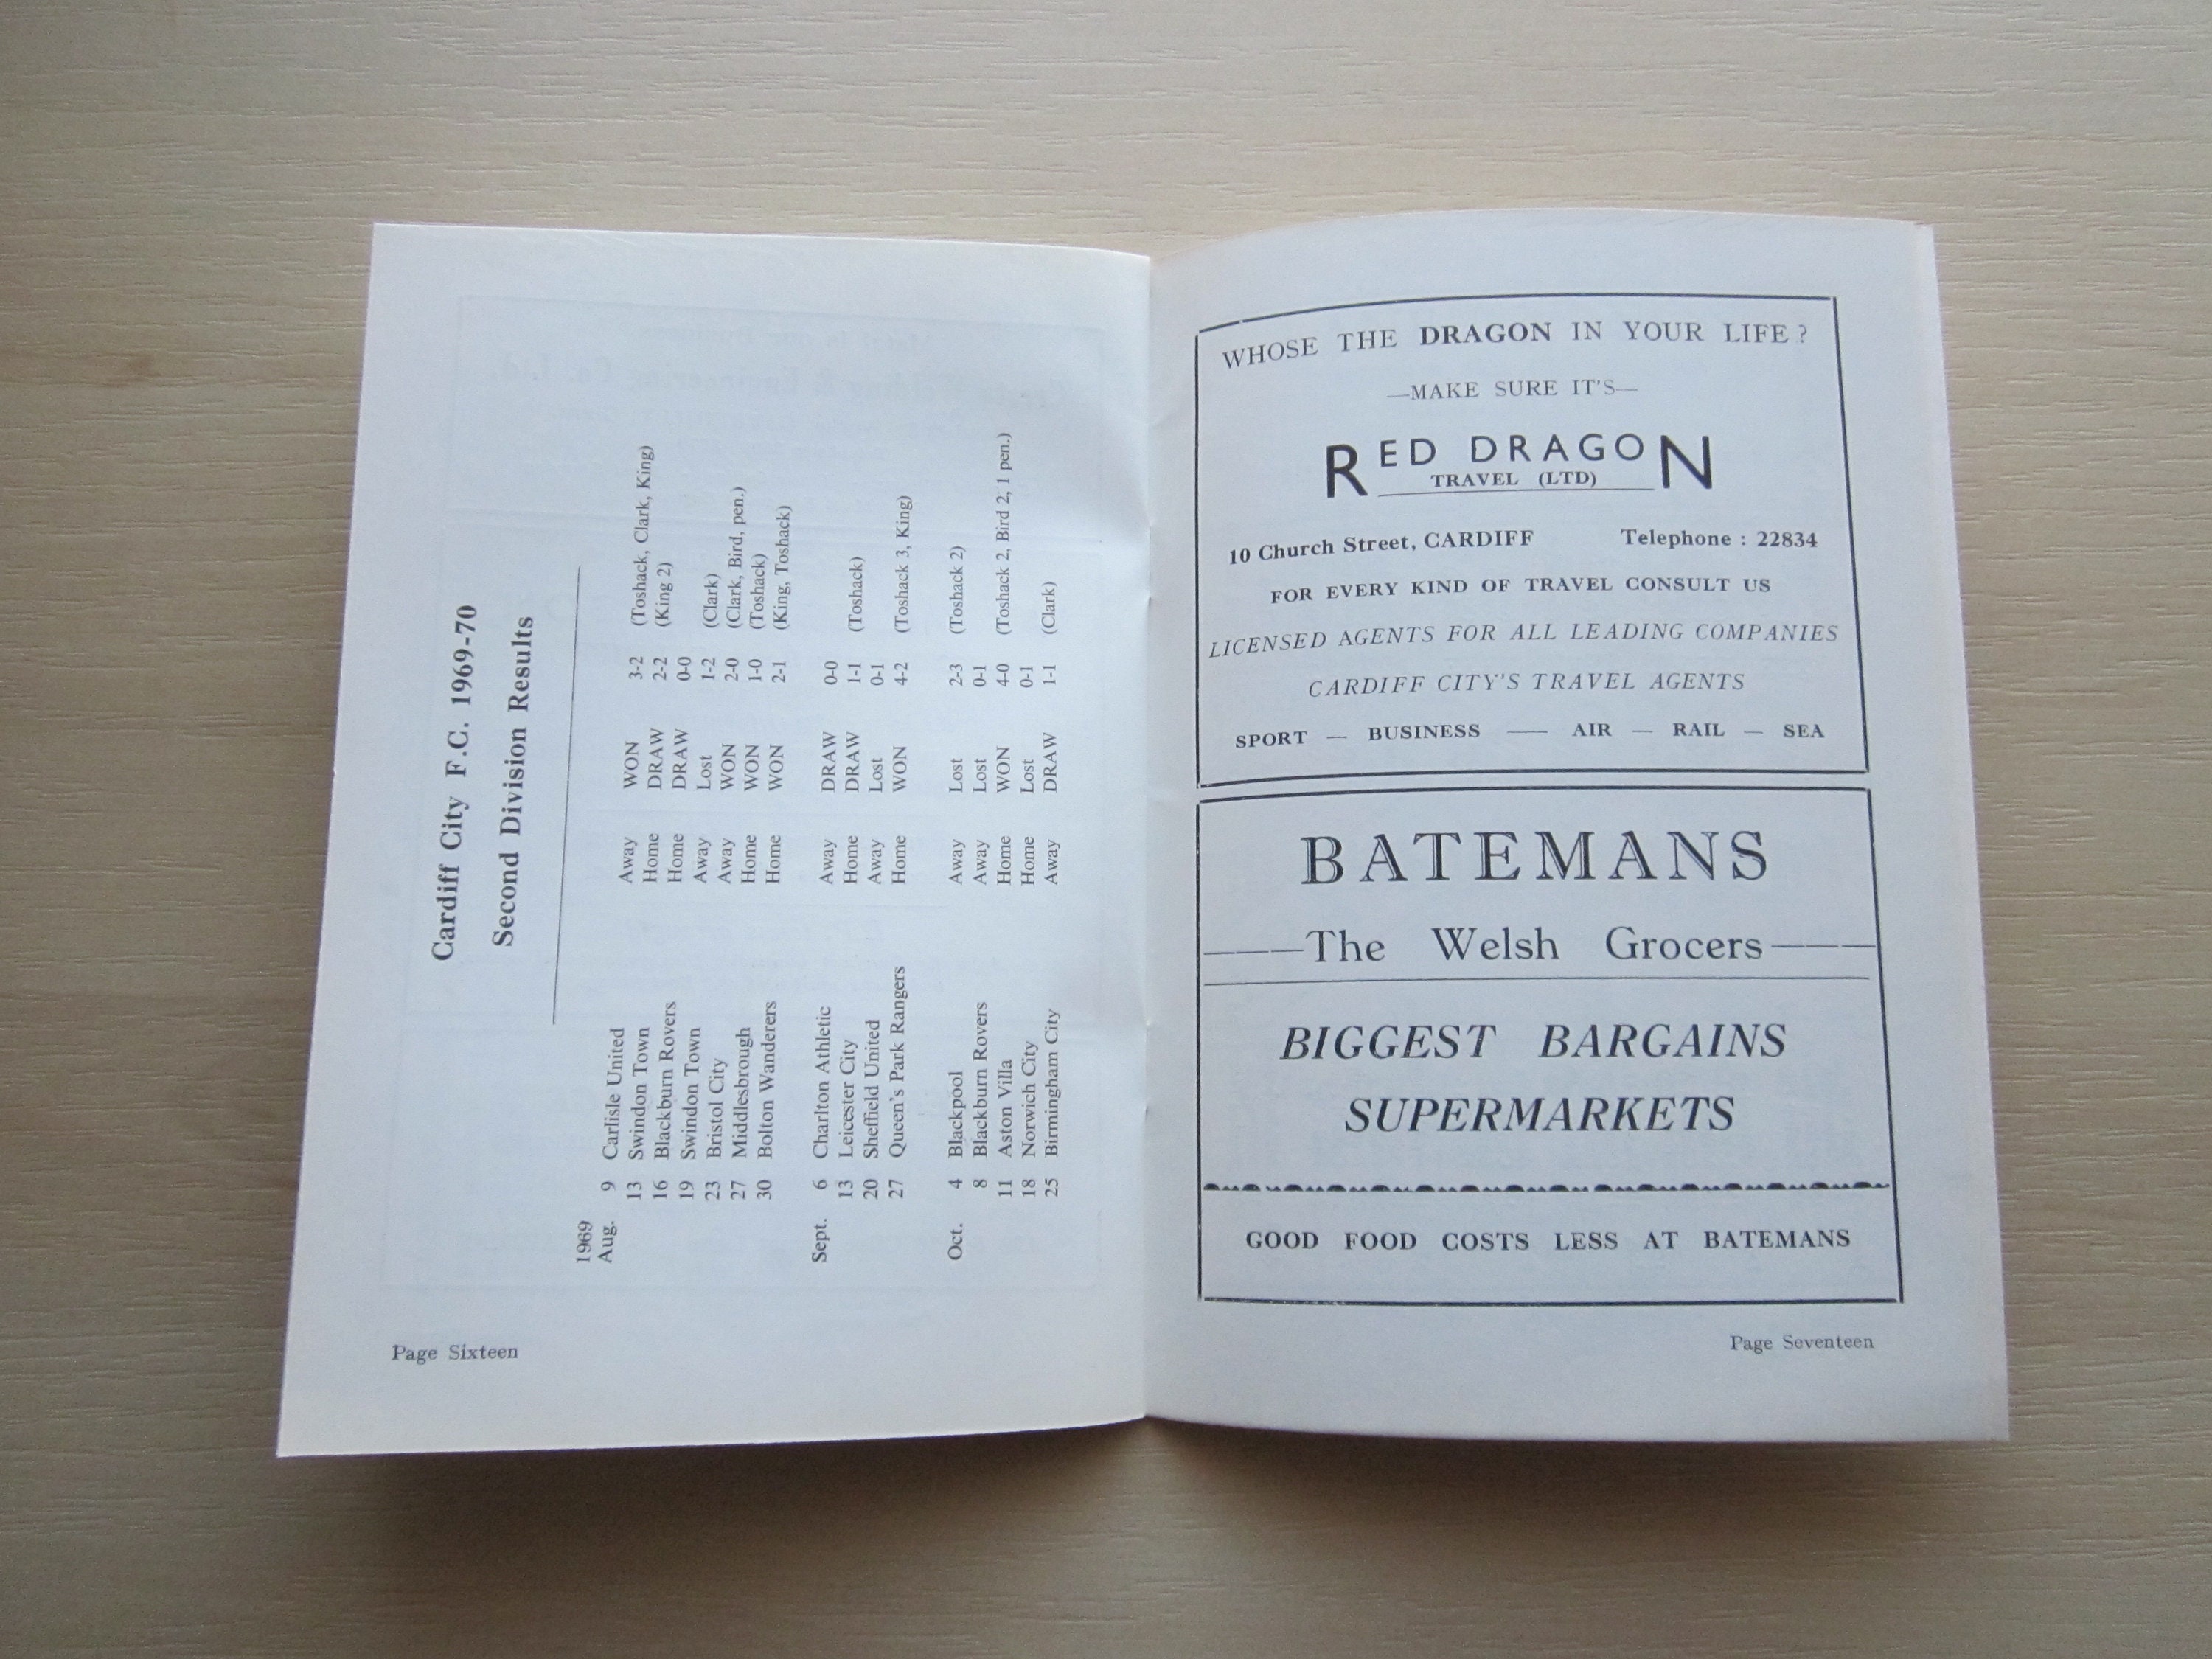 Cardiff City F.C. 1969-70
Second Division Results
1969
Aug. 9 Carlisle United Away WON 3-2 (Toshack, Clark, King)
13 Swindon Town Home DRAW 2-2 (King 2)
16 Blackburn Rovers Home DRAW 0-0
19 Swindon Town Away Lost 1-2 (Clark)
23 Bristol City Away WON 2-0 (Clark, Bird, pen.)
27 Middlesbrough Home WON 1-0 (Toshack)
30 Bolton Wanderers Home WON 2-1 (King, Toshack)
Sept. 6 Charlton Athletic Away DRAW 0-0
13 Leicester City Home DRAW 1-1 (Toshack)
20 Sheffield United Away Lost 0-1
27 Queen's Park Rangers Home WON 4-2 (Toshack 3, King)
Oct. 4 Blackpool Away Lost 2-3 (Toshack 2)
8 Blackburn Rovers Away Lost 0-1
11 Aston Villa Home WON 4-0 (Toshack 2, Bird 2, 1 pen.)
18 Norwich City Home Lost 0-1
25 Birmingham City Away DRAW 1-1 (Clark)
Page Sixteen
WHOSE THE DRAGON IN YOUR LIFE ?
—MAKE SURE IT'S—
RED DRAGON
TRAVEL (LTD)
10 Church Street, CARDIFF Telephone : 22834
FOR EVERY KIND OF TRAVEL CONSULT US
LICENSED AGENTS FOR ALL LEADING COMPANIES
CARDIFF CITY'S TRAVEL AGENTS
SPORT — BUSINESS — AIR — RAIL — SEA
BATEMANS
The Welsh Grocers
BIGGEST BARGAINS
SUPERMARKETS
GOOD FOOD COSTS LESS AT BATEMANS
Page Seventeen